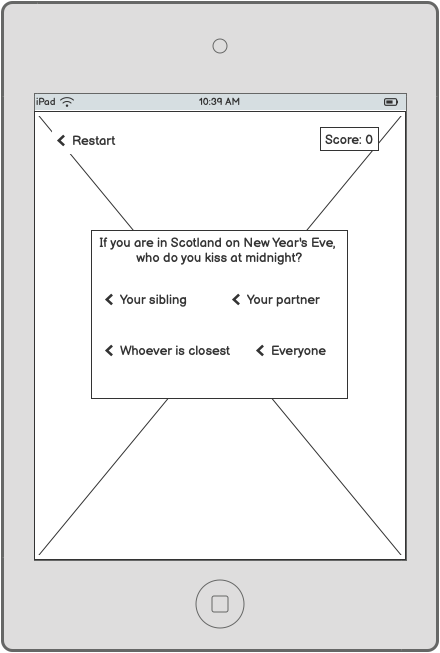 iPad 10:39 AM
Restart
Score: 0
If you are in Scotland on New Year's Eve,
who do you kiss at midnight?
Your sibling
Your partner
Whoever is closest
Everyone